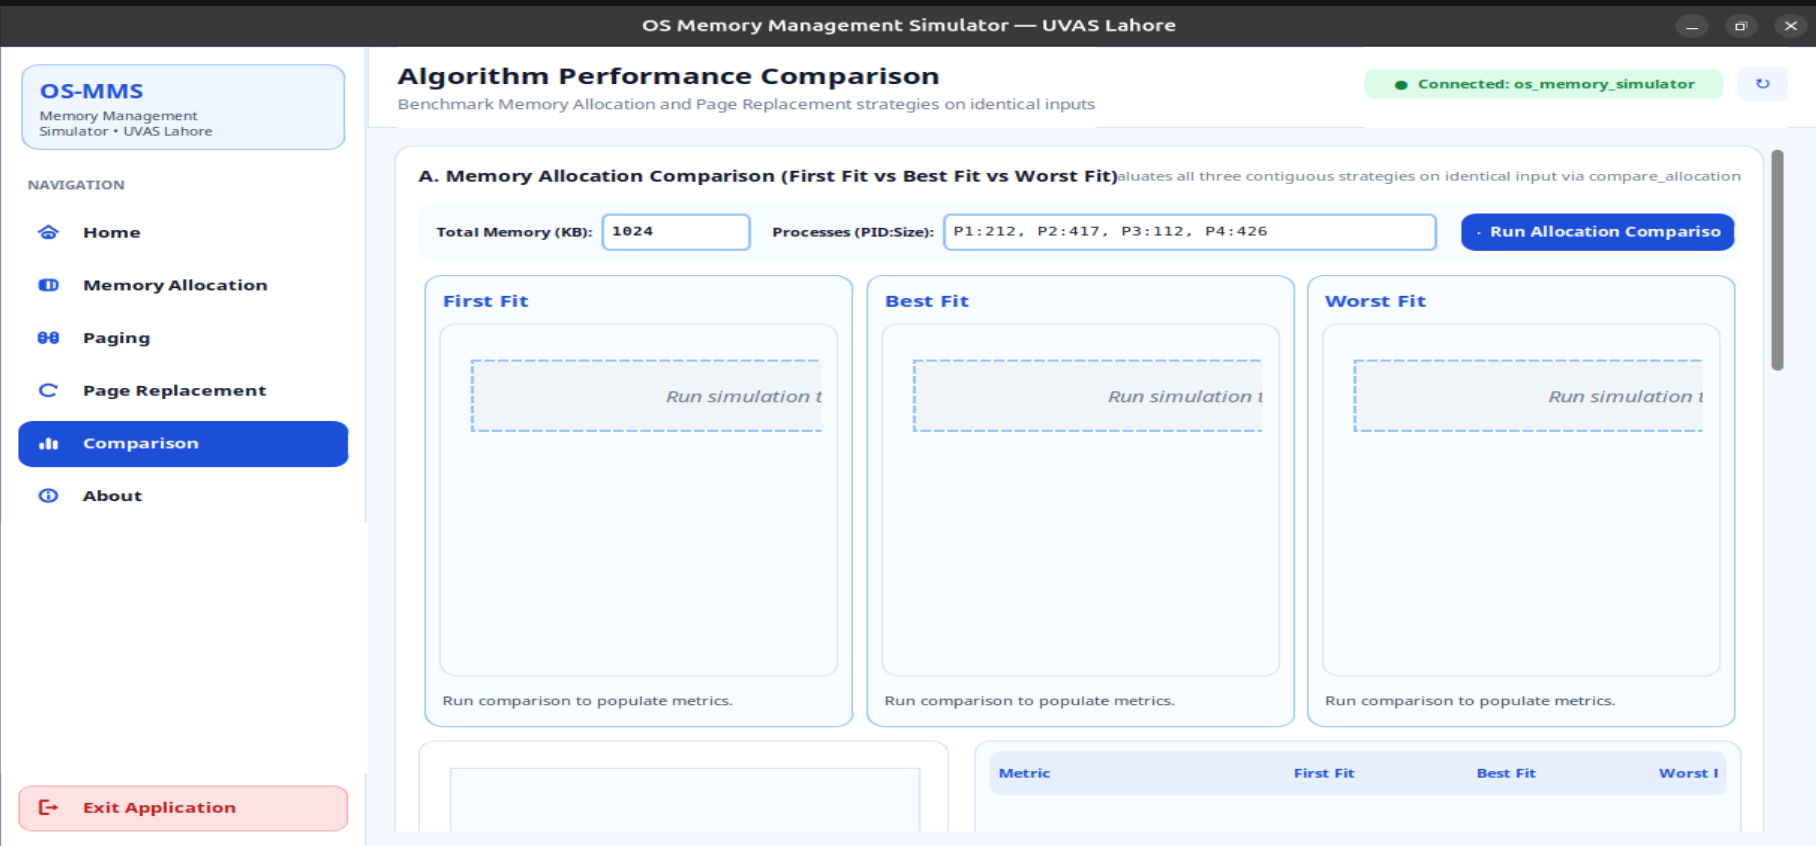 OS Memory Management Simulator — UVAS Lahore
OS-MMS
Memory Management
Simulator • UVAS Lahore
NAVIGATION
Home
Memory Allocation
Paging
Page Replacement
Comparison
About
Exit Application
Algorithm Performance Comparison
Benchmark Memory Allocation and Page Replacement strategies on identical inputs
● Connected: os_memory_simulator
↻
A. Memory Allocation Comparison (First Fit vs Best Fit vs Worst Fit)aluates all three contiguous strategies on identical input via compare_allocation
Total Memory (KB): 1024 Processes (PID:Size): P1:212, P2:417, P3:112, P4:426 · Run Allocation Compariso
First Fit
Run simulation t
Run comparison to populate metrics.
Best Fit
Run simulation t
Run comparison to populate metrics.
Worst Fit
Run simulation t
Run comparison to populate metrics.
Metric First Fit Best Fit Worst